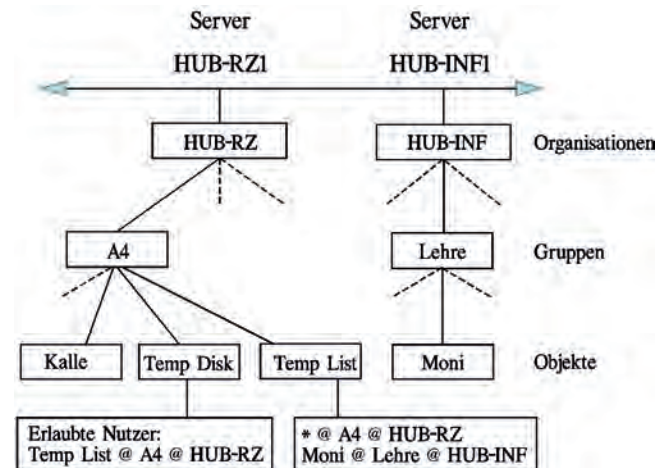 Server Server
HUB-RZ1 HUB-INF1
HUB-RZ HUB-INF Organisationen
A4 Lehre Gruppen
Kalle Temp Disk Temp List Moni Objekte
Erlaubte Nutzer: * @ A4 @ HUB-RZ
Temp List @ A4 @ HUB-RZ Moni @ Lehre @ HUB-INF